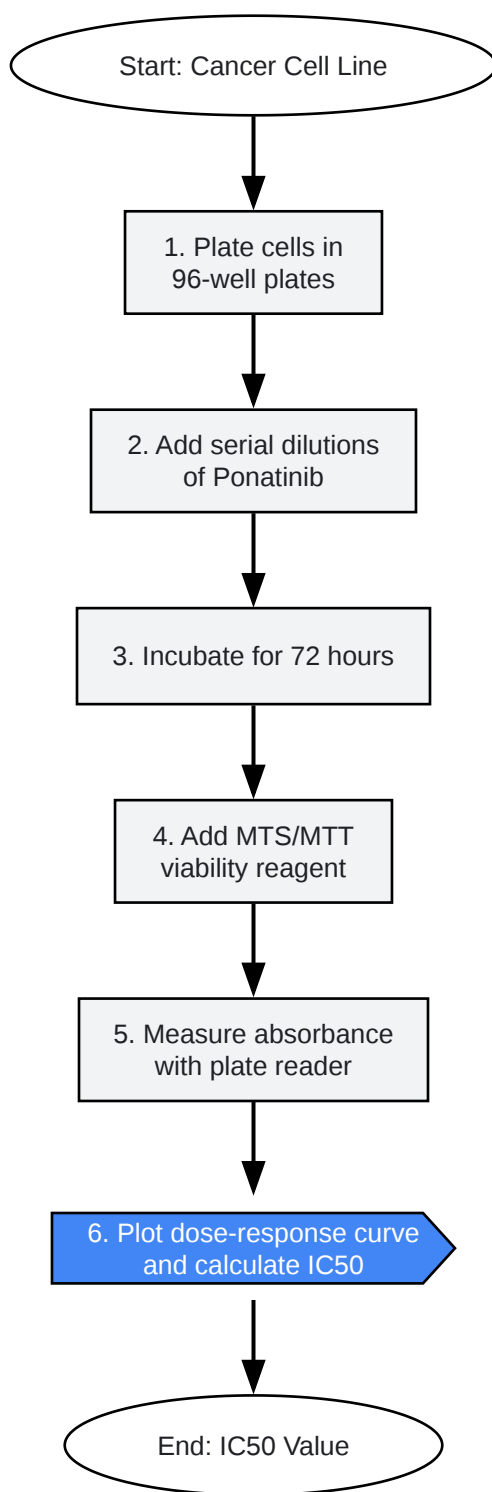 Start: Cancer Cell Line
1. Plate cells in
96-well plates
2. Add serial dilutions
of Ponatinib
3. Incubate for 72 hours
4. Add MTS/MTT
viability reagent
5. Measure absorbance
with plate reader
6. Plot dose-response curve
and calculate IC50
End: IC50 Value